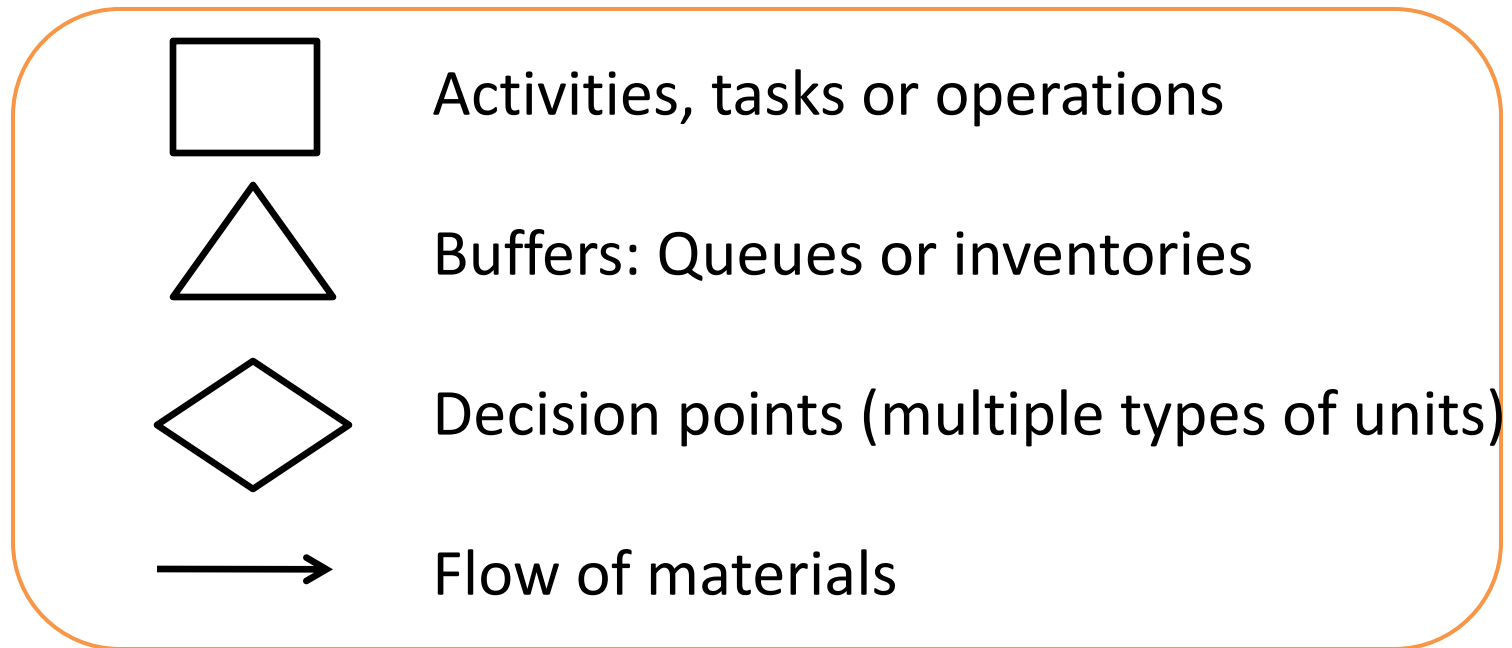 Activities, tasks or operations
Buffers: Queues or inventories
Decision points (multiple types of units)
Flow of materials